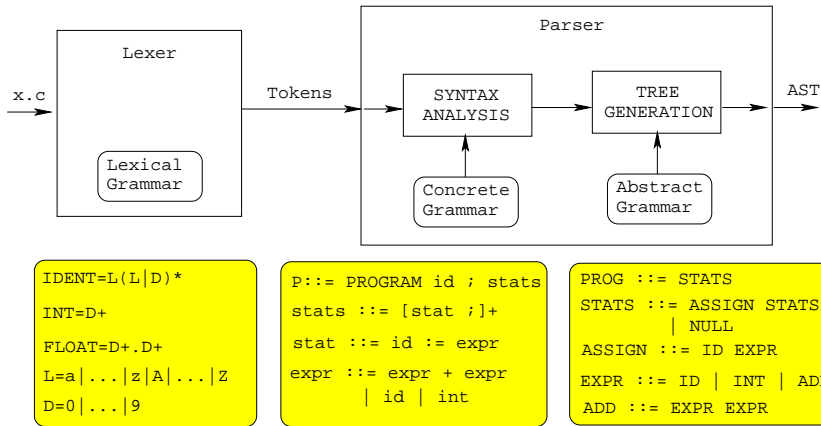 Parser
Lexer
x.c
Tokens
SYNTAX
ANALYSIS
TREE
GENERATION
AST
Lexical
Grammar
Concrete
Grammar
Abstract
Grammar
IDENT=L(L|D)*
INT=D+
FLOAT=D+.D+
L=a|...|z|A|...|Z
D=0|...|9
P::= PROGRAM id ; stats
stats ::= [stat ;]+
stat ::= id := expr
expr ::= expr + expr
| id | int
PROG ::= STATS
STATS ::= ASSIGN STATS
| NULL
ASSIGN ::= ID EXPR
EXPR ::= ID | INT |
ADD ::= EXPR EXPR